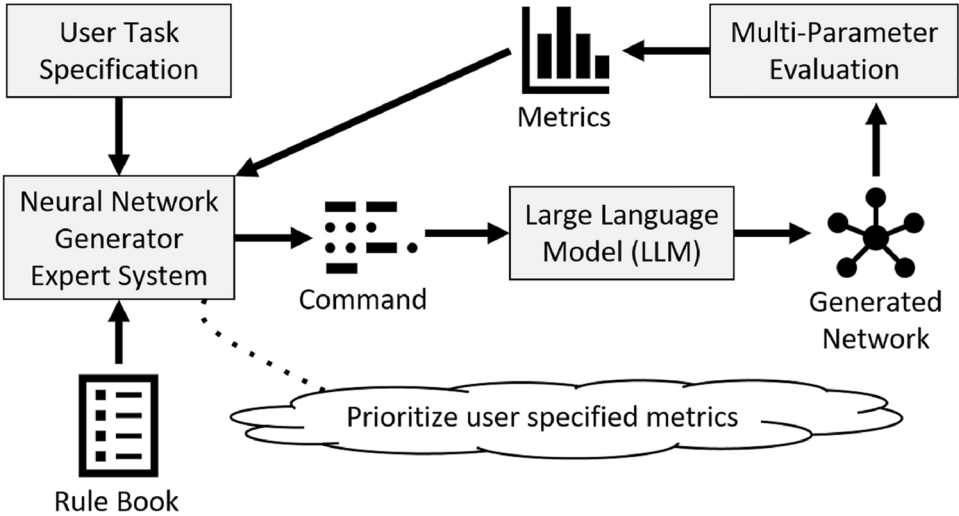 User Task
Specification
Metrics
Multi-Parameter
Evaluation
Neural Network
Generator
Expert System
Command
Large Language
Model (LLM)
Generated
Network
Prioritize user specified metrics
Rule Book